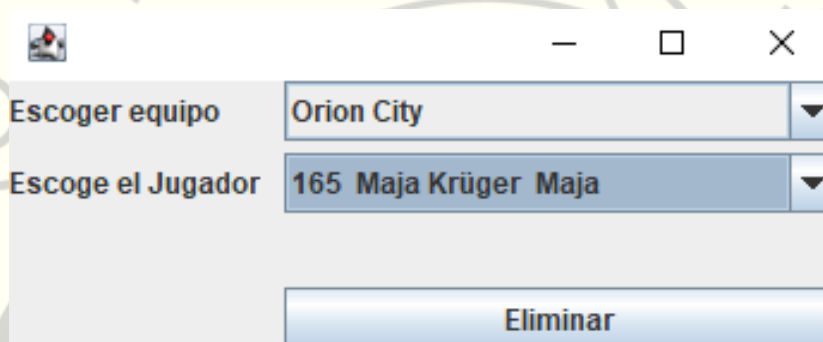 Escoger equipo Orion City
Escoge el Jugador 165 Maja Krüger Maja
Eliminar